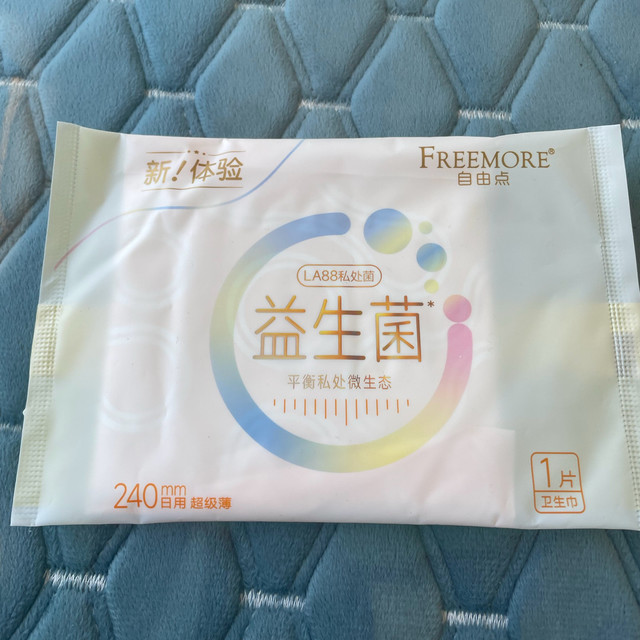 新！体验
FREEMORE®
自由点
LA88私处菌
益生菌*
平衡私处微生态
240mm
日用 超级薄
1片
卫生巾